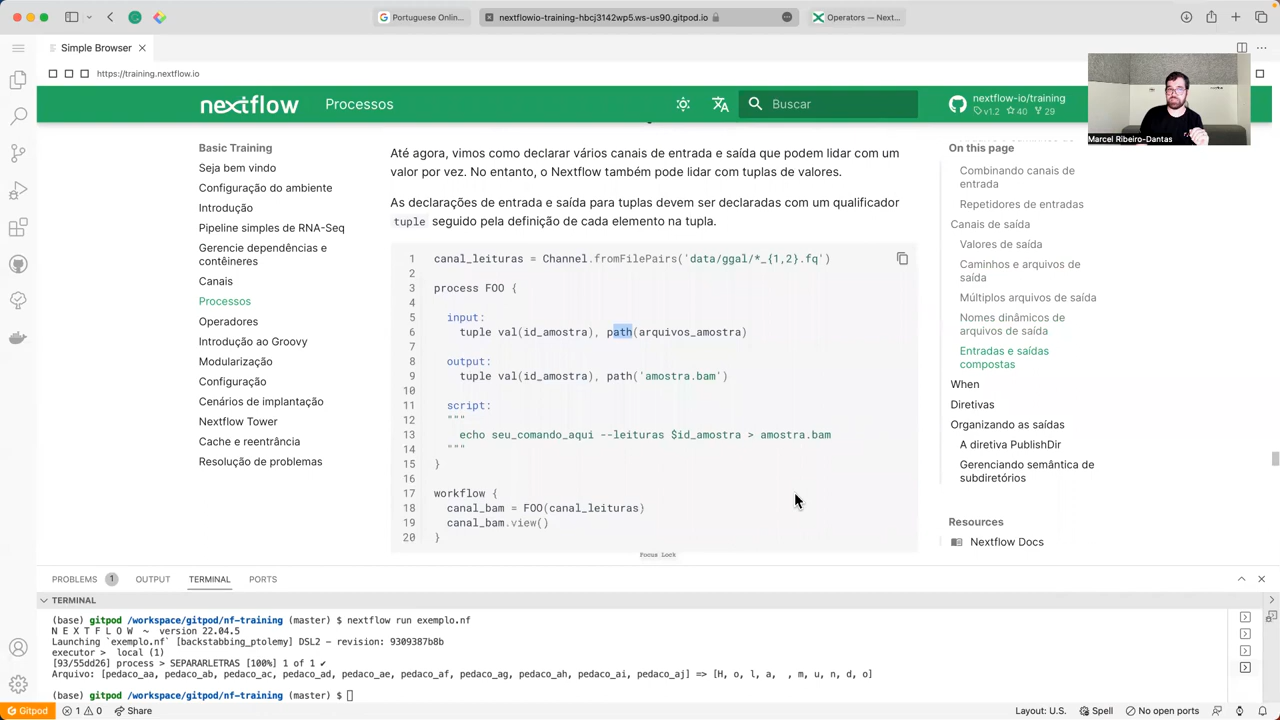 Portuguese Onlin...
nextflowio-training-hbcj3142wp5.ws-us90.gitpod.io
Operators — Next...
Simple Browser
https://training.nextflow.io
nextflow
Processos
Buscar
nextflow-io/training
v1.2 40 29
Marcel Ribeiro-Dantas
Basic Training
Seja bem vindo
Configuração do ambiente
Introdução
Pipeline simples de RNA-Seq
Gerencie dependências e
contêineres
Canais
Processos
Operadores
Introdução ao Groovy
Modularização
Configuração
Cenários de implantação
Nextflow Tower
Cache e reentrância
Resolução de problemas
Até agora, vimos como declarar vários canais de entrada e saída que podem lidar com um
valor por vez. No entanto, o Nextflow também pode lidar com tuplas de valores.
As declarações de entrada e saída para tuplas devem ser declaradas com um qualificador
tuple seguido pela definição de cada elemento na tupla.
1 canal_leituras = Channel.fromFilePairs('data/ggal/*_{1,2}.fq')
2
3 process FOO {
4
5 input:
6 tuple val(id_amostra), path(arquivos_amostra)
7
8 output:
9 tuple val(id_amostra), path('amostra.bam')
10
11 script:
12 """
13 echo seu_comando_aqui --leituras $id_amostra > amostra.bam
14 """
15 }
16
17 workflow {
18 canal_bam = FOO(canal_leituras)
19 canal_bam.view()
20 }
Focus Lock
On this page
Combinando canais de
entrada
Repetidores de entradas
Canais de saída
Valores de saída
Caminhos e arquivos de
saída
Múltiplos arquivos de saída
Nomes dinâmicos de
arquivos de saída
Entradas e saídas
compostas
When
Diretivas
Organizando as saídas
A diretiva PublishDir
Gerenciando semântica de
subdiretórios
Resources
Nextflow Docs
PROBLEMS 1 OUTPUT TERMINAL PORTS
TERMINAL
(base) gitpod /workspace/gitpod/nf-training (master) $ nextflow run exemplo.nf
N E X T F L O W ~ version 22.04.5
Launching `exemplo.nf` [backstabbing_ptolemy] DSL2 - revision: 9309387b8b
executor > local (1)
[93/55dd26] process > SEPARARLETRAS [100%] 1 of 1 ✔
Arquivo: [pedaco_aa, pedaco_ab, pedaco_ac, pedaco_ad, pedaco_ae, pedaco_af, pedaco_ag, pedaco_ah, pedaco_ai, pedaco_aj] => [H, o, l, a, , m, u, n, d, o]
(base) gitpod /workspace/gitpod/nf-training (master) $
Gitpod 1 0 Share Layout: U.S. Spell No open ports